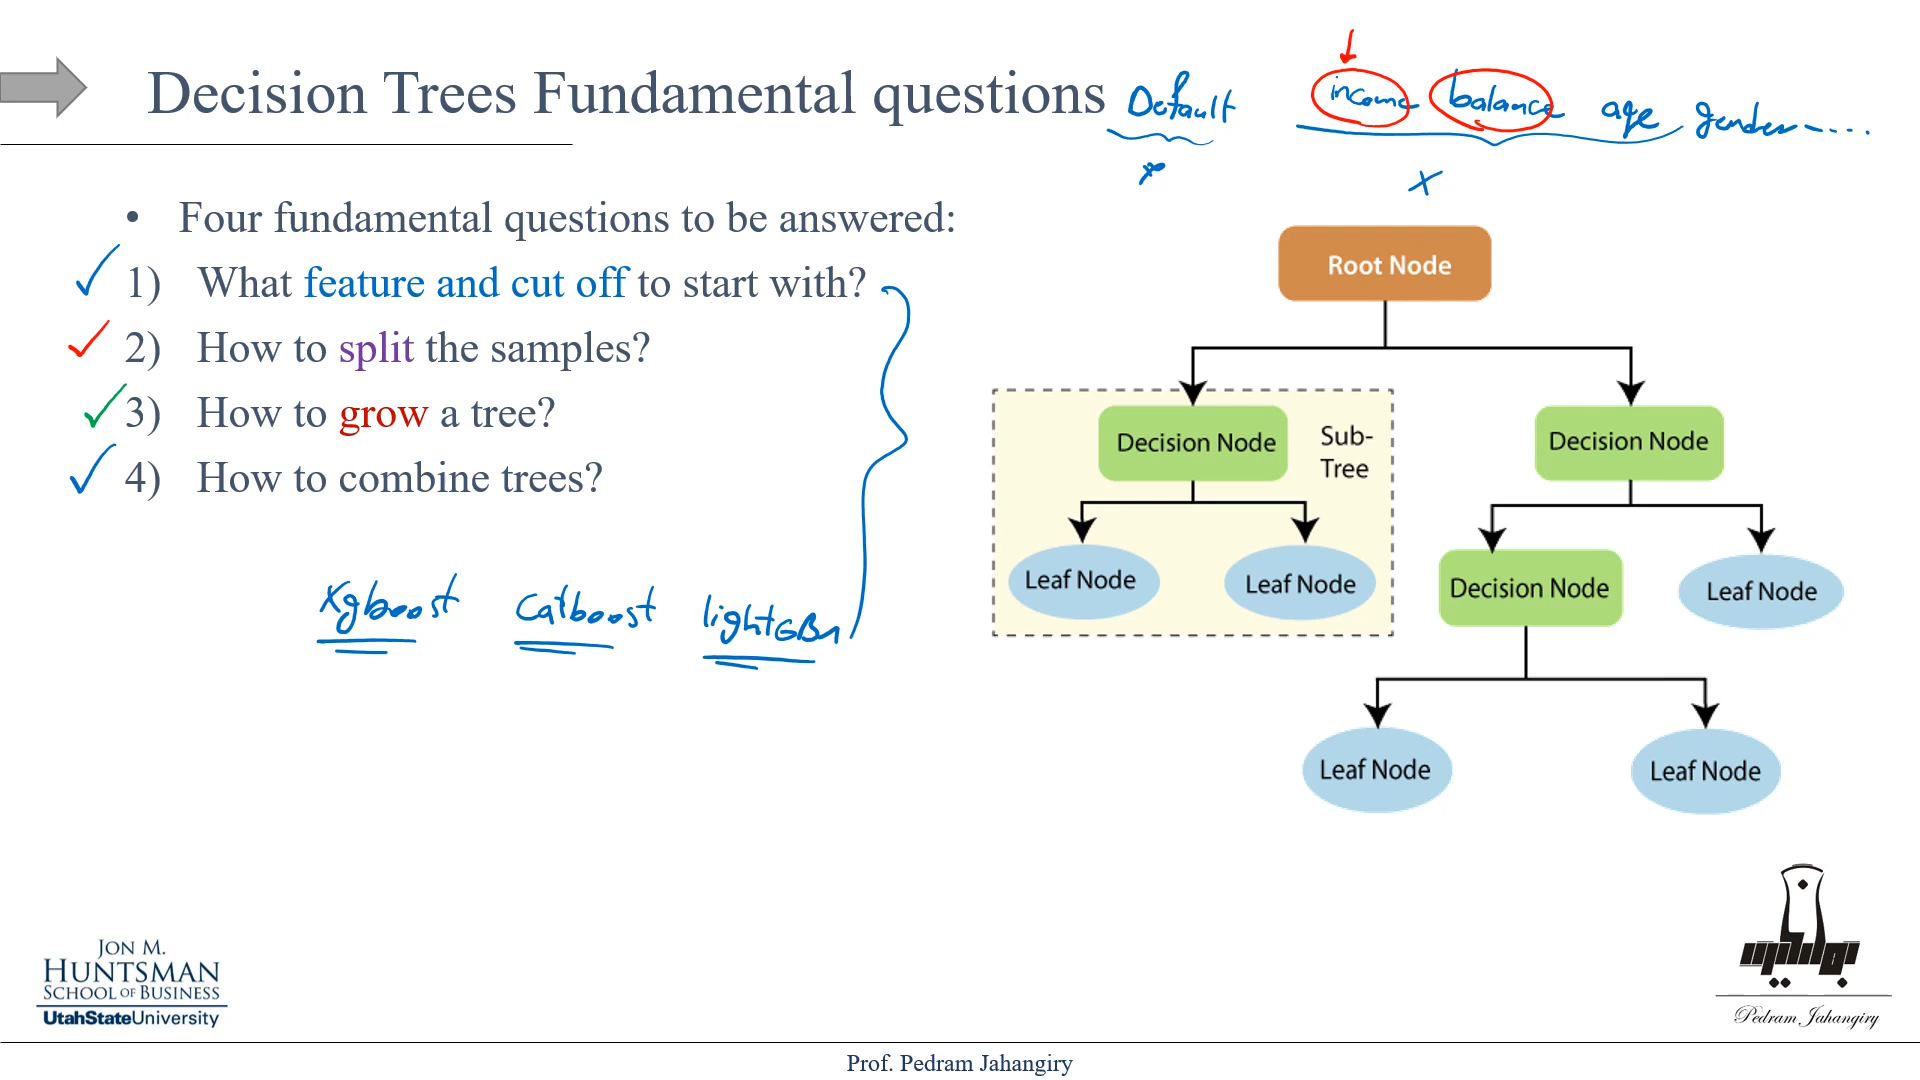 Decision Trees Fundamental questions
Default income balance age gender ....
x
• Four fundamental questions to be answered:
1) What feature and cut off to start with?
2) How to split the samples?
3) How to grow a tree?
4) How to combine trees?
Xgboost Catboost lightGBM
Root Node
Decision Node
Sub-
Tree
Decision Node
Leaf Node
Leaf Node
Decision Node
Leaf Node
Leaf Node
Leaf Node
JON M.
HUNTSMAN
SCHOOL OF BUSINESS
UtahStateUniversity
Pedram Jahangiry
Prof. Pedram Jahangiry